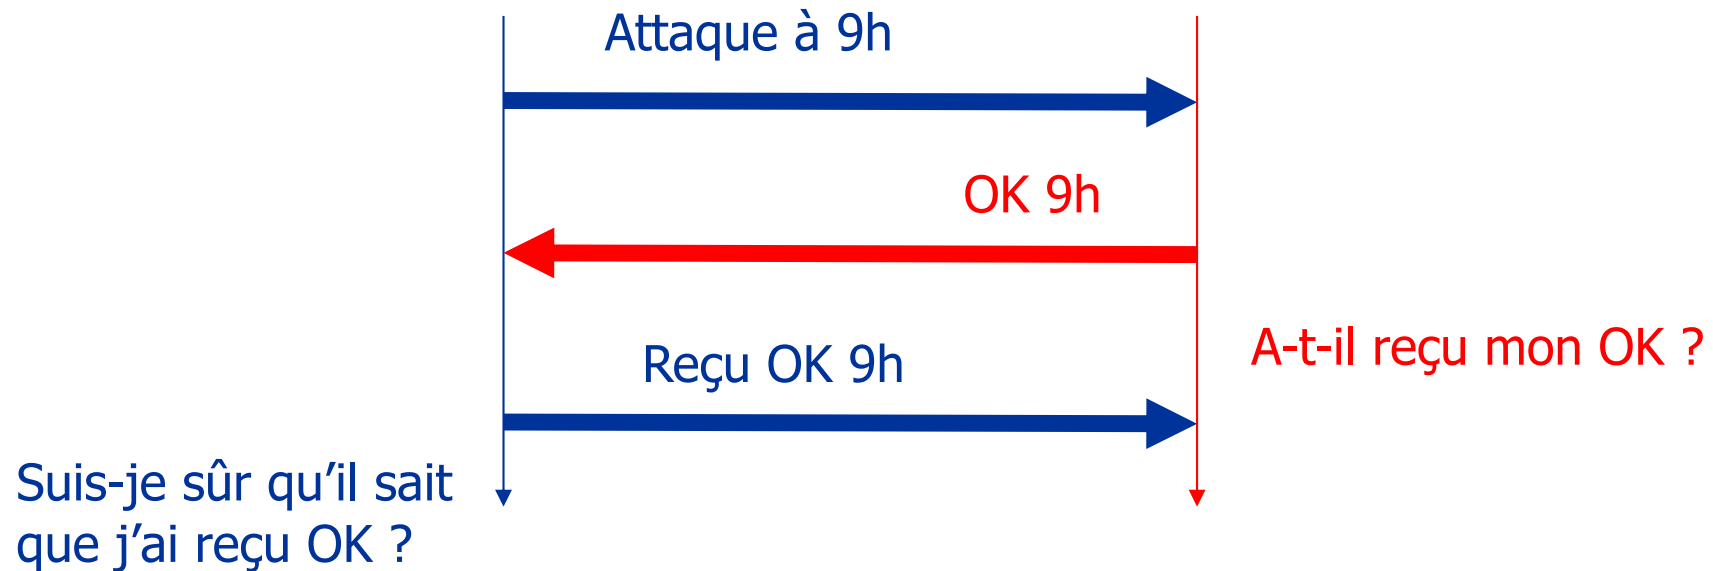 Attaque à 9h
OK 9h
A-t-il reçu mon OK ?
Reçu OK 9h
Suis-je sûr qu’il sait
que j’ai reçu OK ?